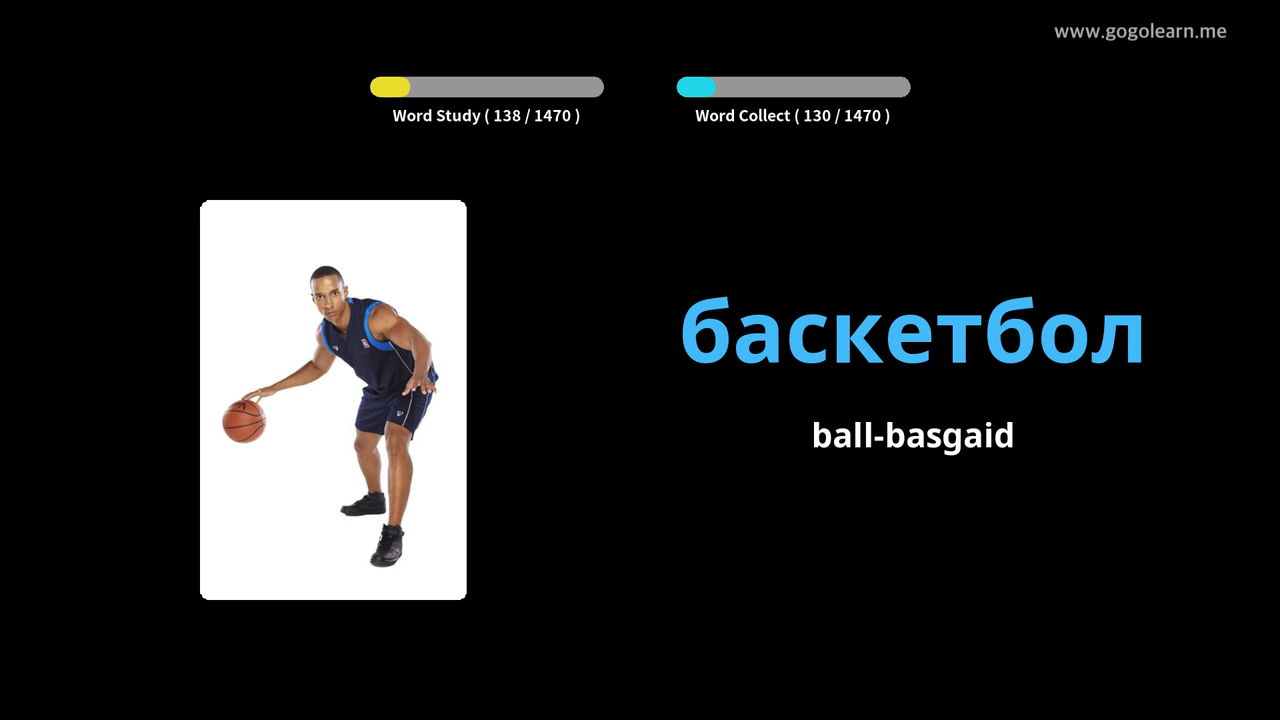 www.gogolearn.me
Word Study ( 138 / 1470 )
Word Collect ( 130 / 1470 )
баскетбол
ball-basgaid